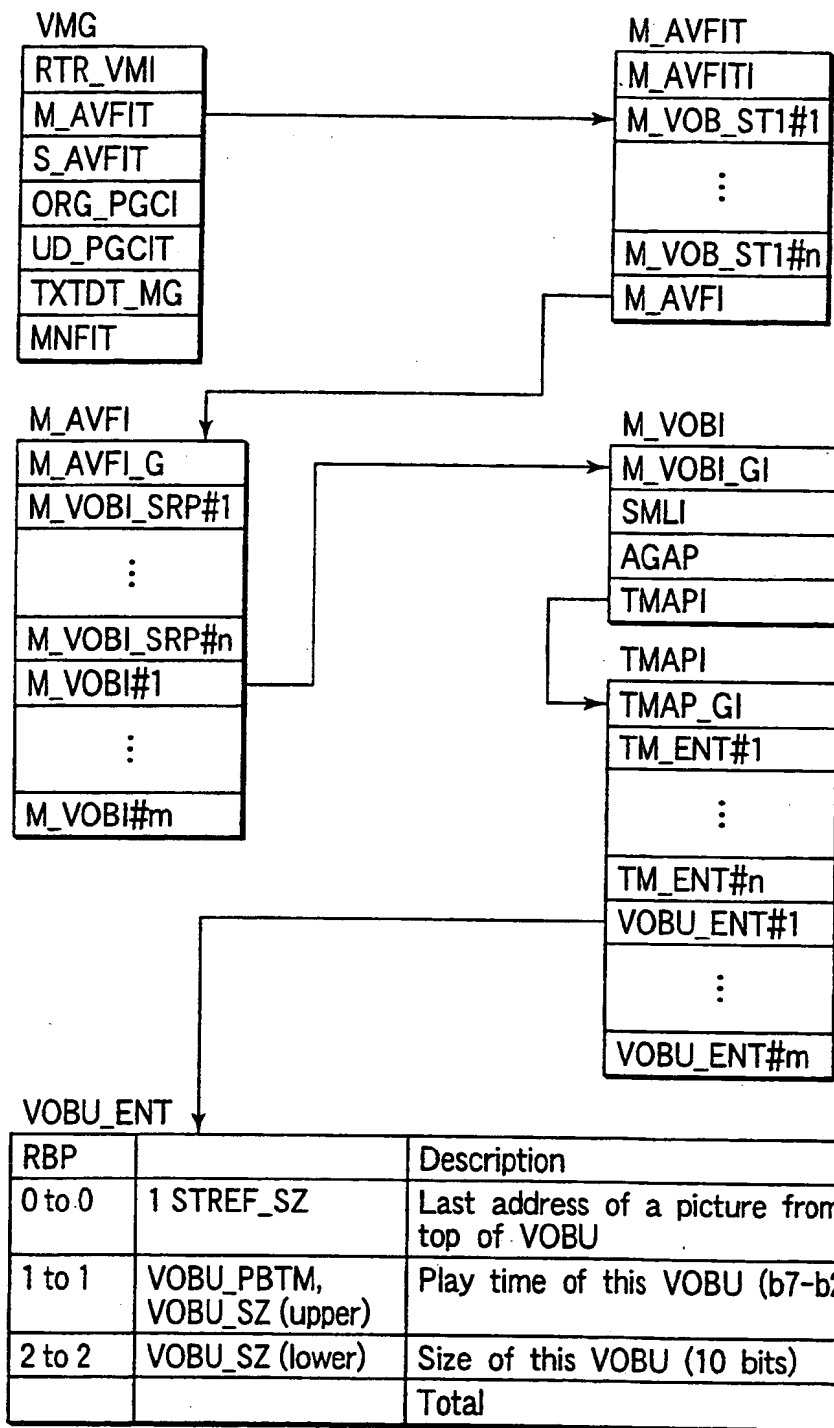 VMG
RTR_VMI
M_AVFIT
S_AVFIT
ORG_PGCI
UD_PGCIT
TXTDT_MG
MNFIT
M_AVFIT
M_AVFITI
M_VOB_ST1#1
⋮
M_VOB_ST1#n
M_AVFI
M_AVFI
M_AVFI_G
M_VOBI_SRP#1
⋮
M_VOBI_SRP#n
M_VOBI#1
⋮
M_VOBI#m
M_VOBI
M_VOBI_GI
SMLI
AGAP
TMAPI
TMAPI
TMAP_GI
TM_ENT#1
⋮
TM_ENT#n
VOBU_ENT#1
⋮
VOBU_ENT#m
VOBU_ENT
RBP Description
0 to 0 1 STREF_SZ Last address of a picture from
top of VOBU
1 to 1 VOBU_PBTM, Play time of this VOBU (b7-b2
VOBU_SZ (upper)
2 to 2 VOBU_SZ (lower) Size of this VOBU (10 bits)
Total